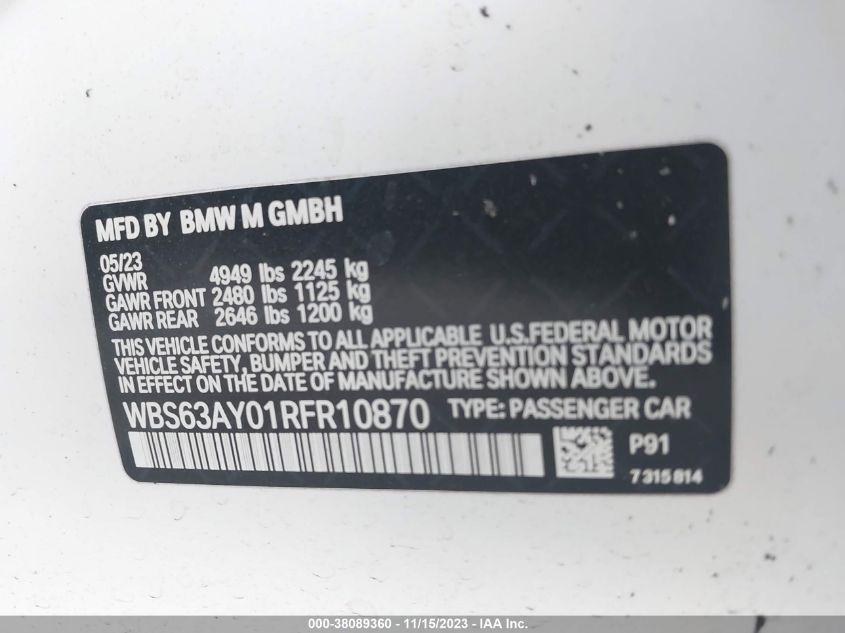 MFD BY BMW M GMBH
05/23
GVWR 4949 lbs 2245 kg
GAWR FRONT 2480 lbs 1125 kg
GAWR REAR 2646 lbs 1200 kg
THIS VEHICLE CONFORMS TO ALL APPLICABLE U.S.FEDERAL MOTOR
VEHICLE SAFETY, BUMPER AND THEFT PREVENTION STANDARDS
IN EFFECT ON THE DATE OF MANUFACTURE SHOWN ABOVE.
WBS63AY01RFR10870 TYPE: PASSENGER CAR
P91
7315814
000-38089360 - 11/15/2023 - IAA Inc.